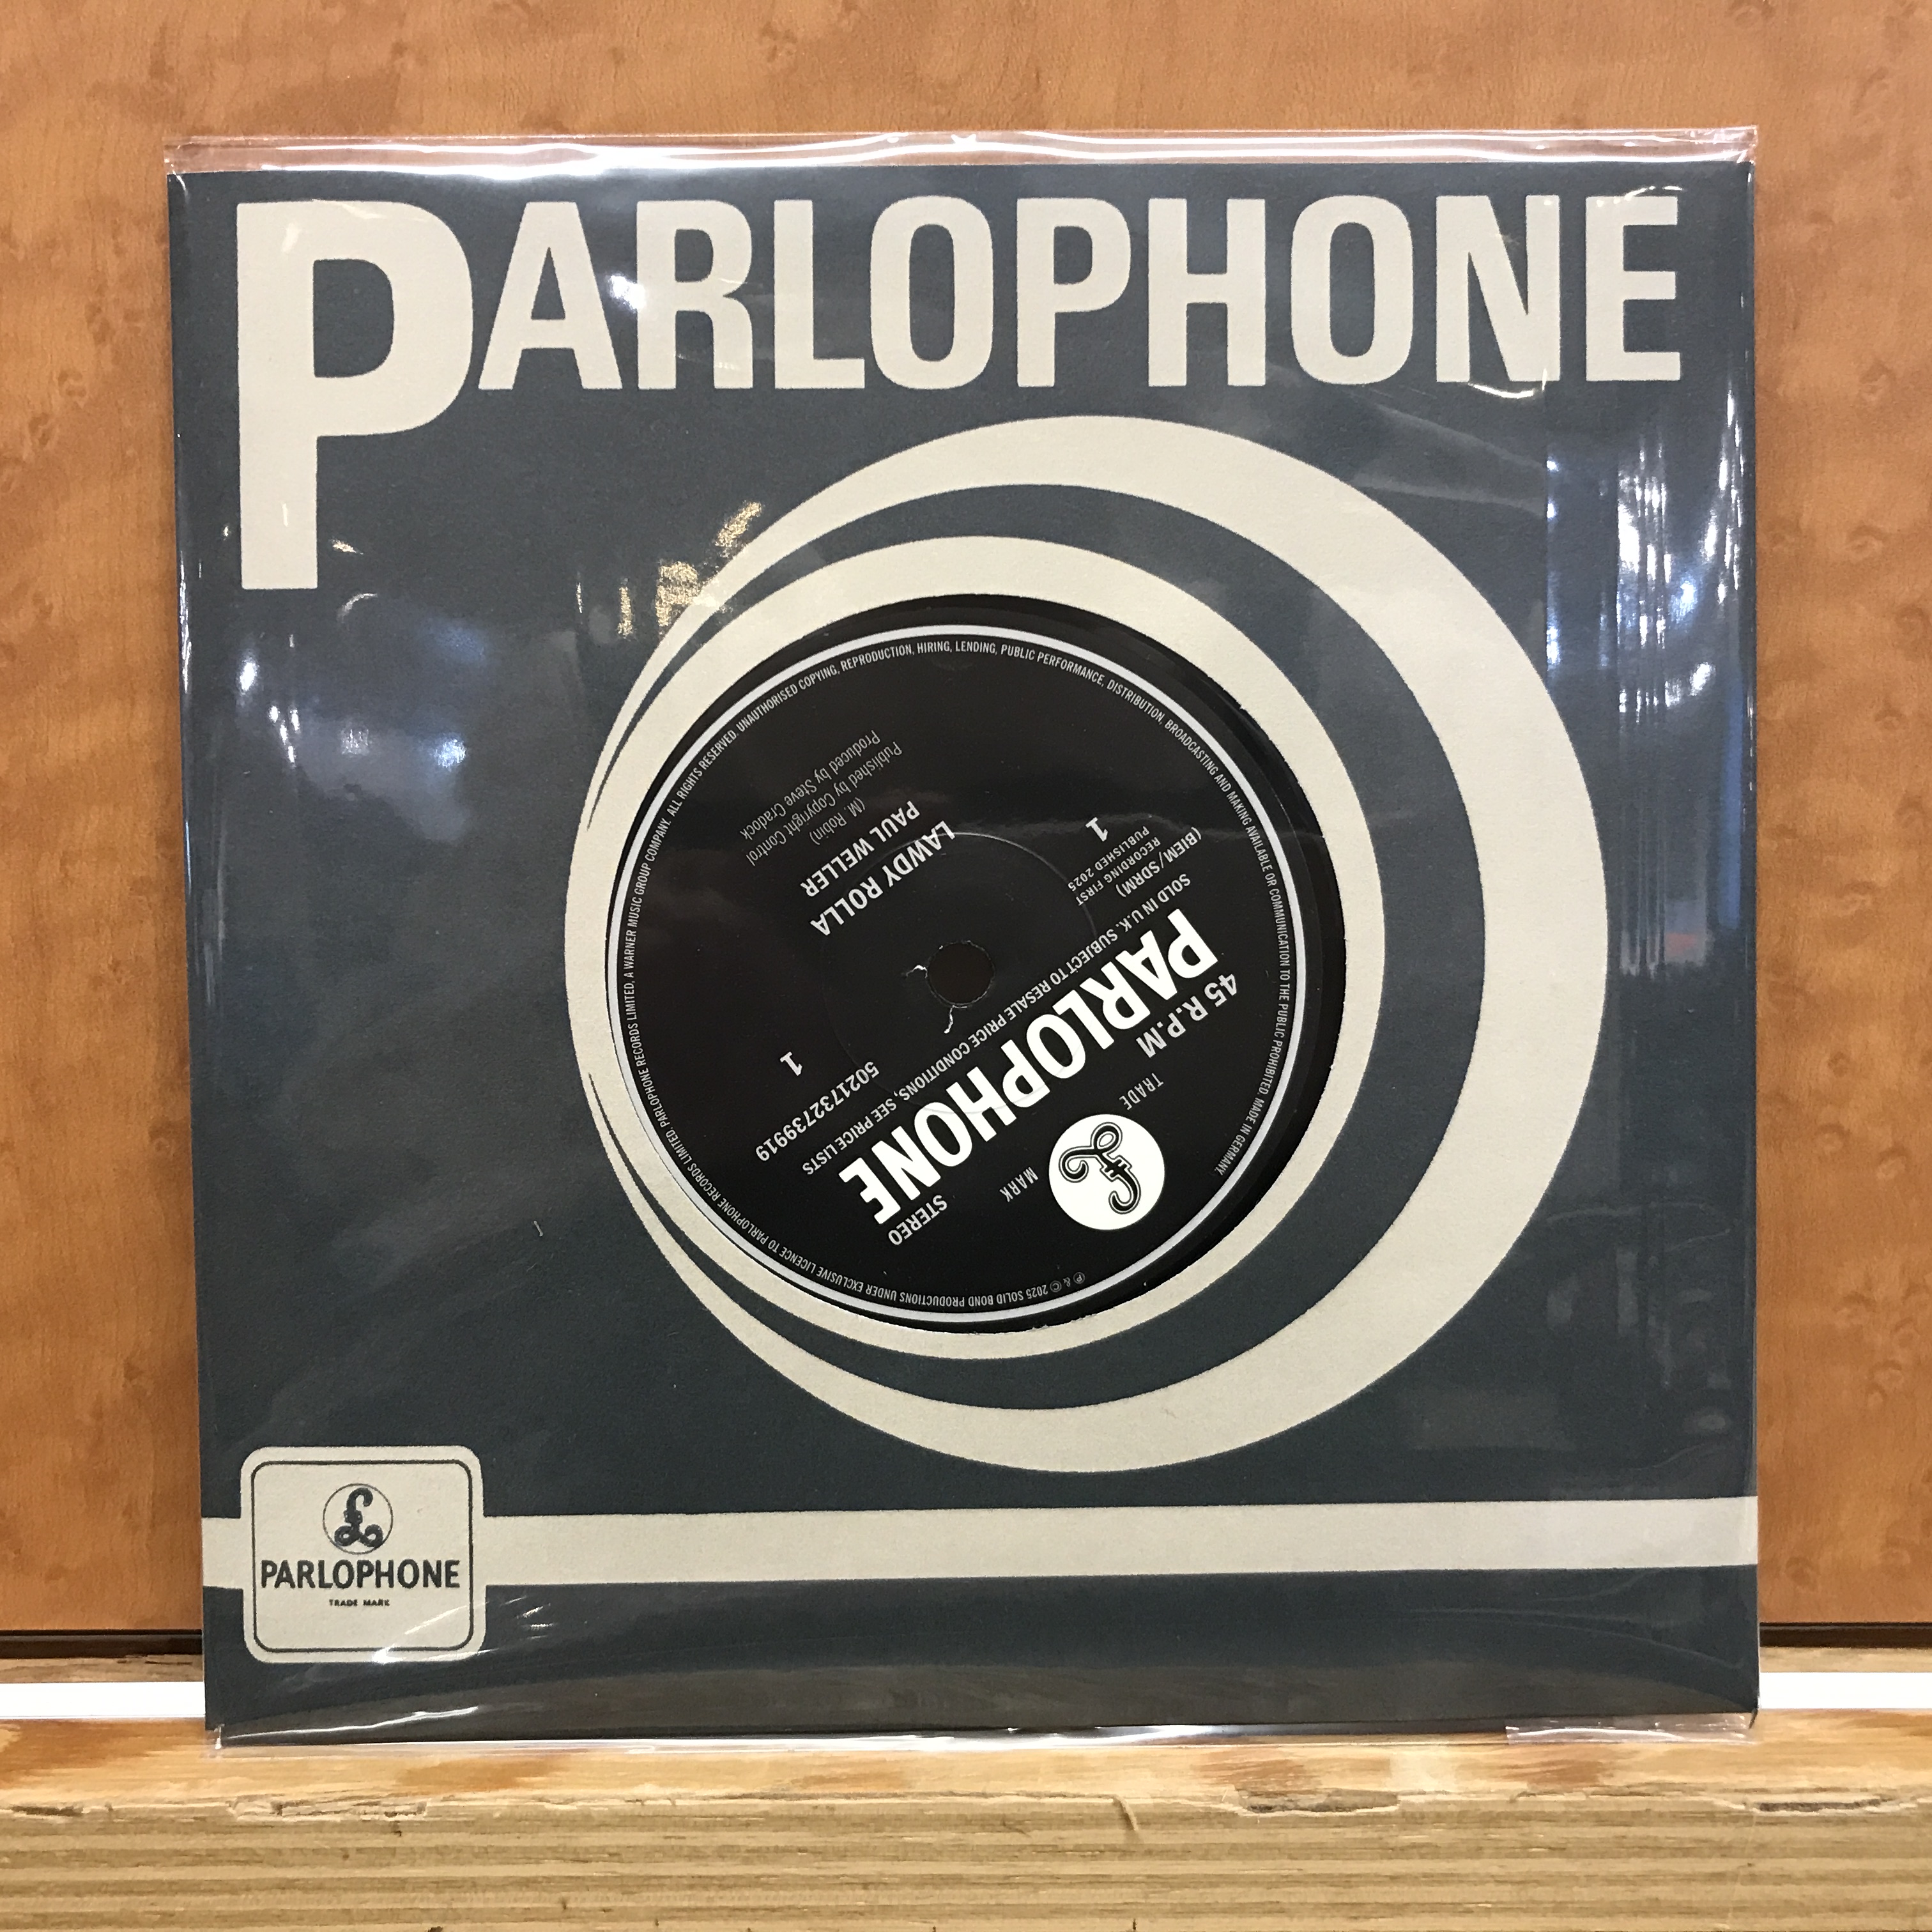 PARLOPHONE
45 R.P.M
TRADE
MARK
STEREO
PARLOPHONE
SOLD IN U.K. SUBJECT TO RESALE PRICE CONDITIONS, SEE PRICE LISTS
(BIEM/SDRM)
RECORDING FIRST
PUBLISHED 2025
1
5021732739919
1
LAWDY ROLLA
PAUL WELLER
(M. Robin)
Published by Copyright Control
Produced by Steve Cradock
℗ & © 2025 SOLID BOND PRODUCTIONS UNDER EXCLUSIVE LICENCE TO PARLOPHONE RECORDS LIMITED. PARLOPHONE RECORDS LIMITED, A WARNER MUSIC GROUP COMPANY. ALL RIGHTS RESERVED. UNAUTHORISED COPYING, REPRODUCTION, HIRING, LENDING, PUBLIC PERFORMANCE, DISTRIBUTION, BROADCASTING AND MAKING AVAILABLE OR COMMUNICATION TO THE PUBLIC PROHIBITED. MADE IN GERMANY.
PARLOPHONE
TRADE MARK